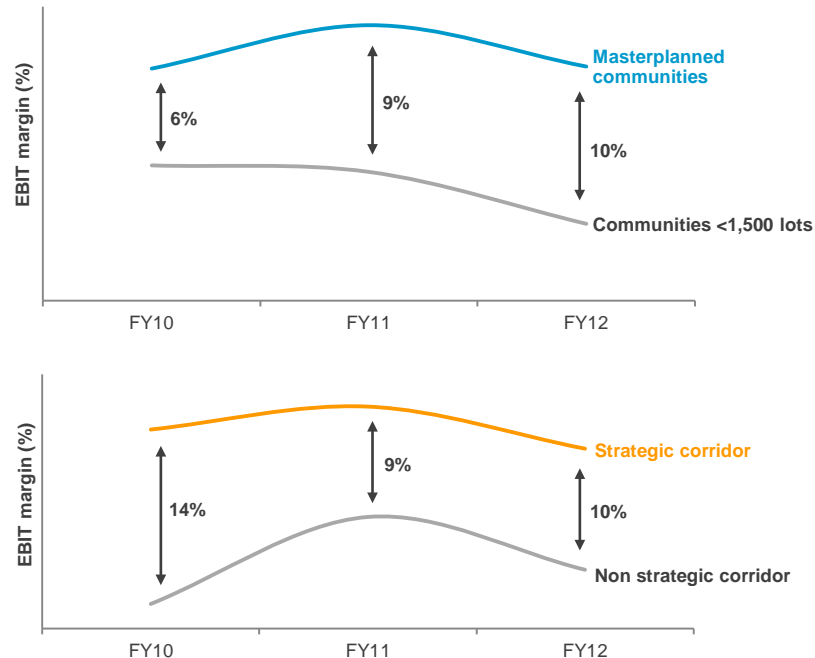 EBIT margin (%)
Masterplanned
communities
6%
9%
10%
Communities <1,500 lots
FY10
FY11
FY12
EBIT margin (%)
Strategic corridor
14%
9%
10%
Non strategic corridor
FY10
FY11
FY12